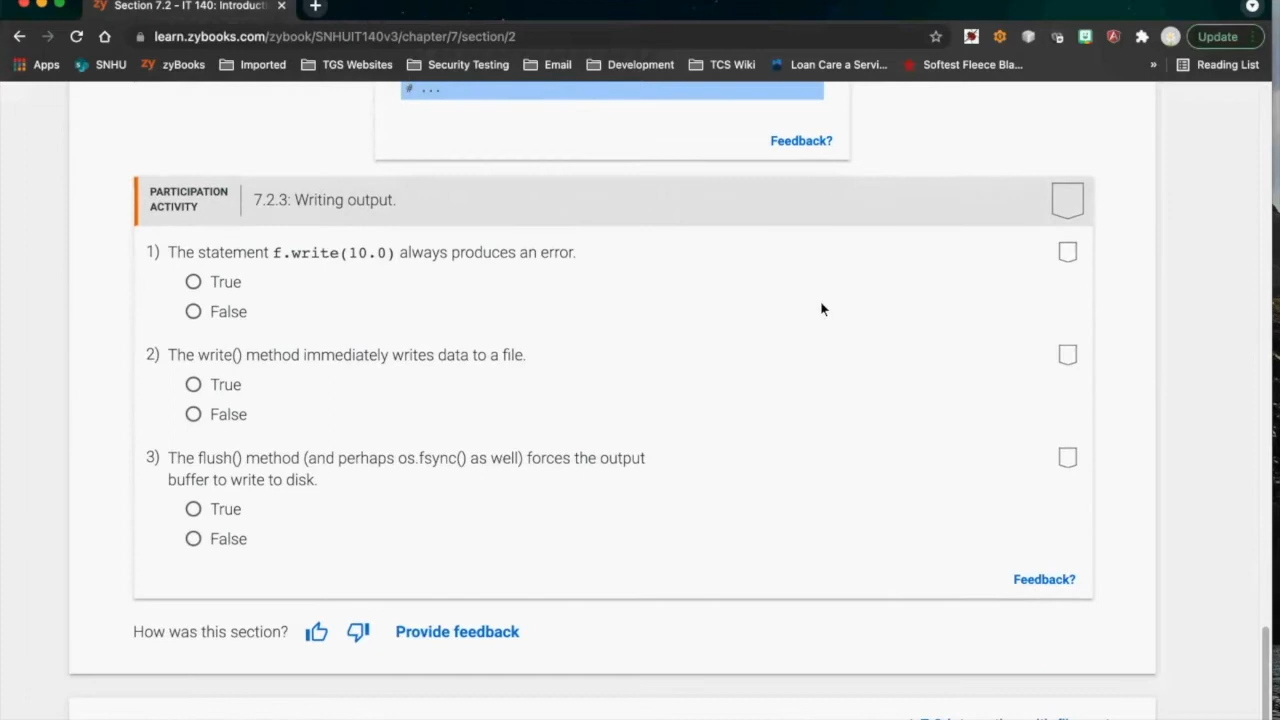 zy Section 7.2 - IT 140: Introduct
learn.zybooks.com/zybook/SNHUIT140v3/chapter/7/section/2
Update
Apps SNHU zy zyBooks Imported TGS Websites Security Testing Email Development TCS Wiki Loan Care a Servi... Softest Fleece Bla... » Reading List
# ...
Feedback?
PARTICIPATION
ACTIVITY
7.2.3: Writing output.
1) The statement f.write(10.0) always produces an error.
True
False
2) The write() method immediately writes data to a file.
True
False
3) The flush() method (and perhaps os.fsync() as well) forces the output
buffer to write to disk.
True
False
Feedback?
How was this section? Provide feedback